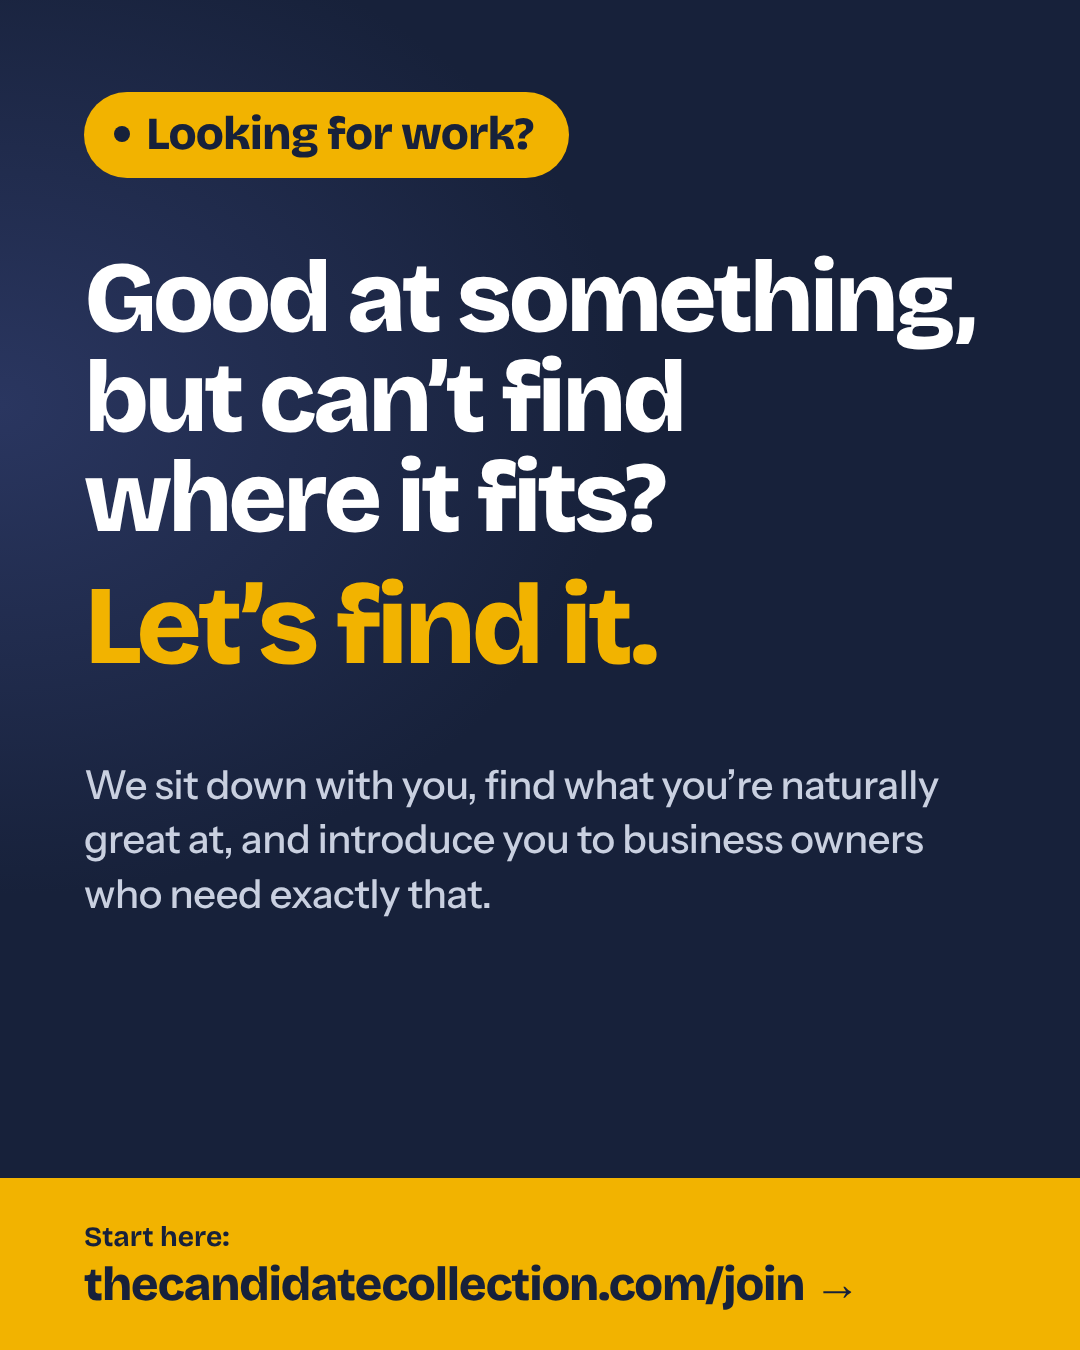 • Looking for work?
Good at something,
but can’t find
where it fits?
Let’s find it.
We sit down with you, find what you’re naturally
great at, and introduce you to business owners
who need exactly that.
Start here:
thecandidatecollection.com/join →